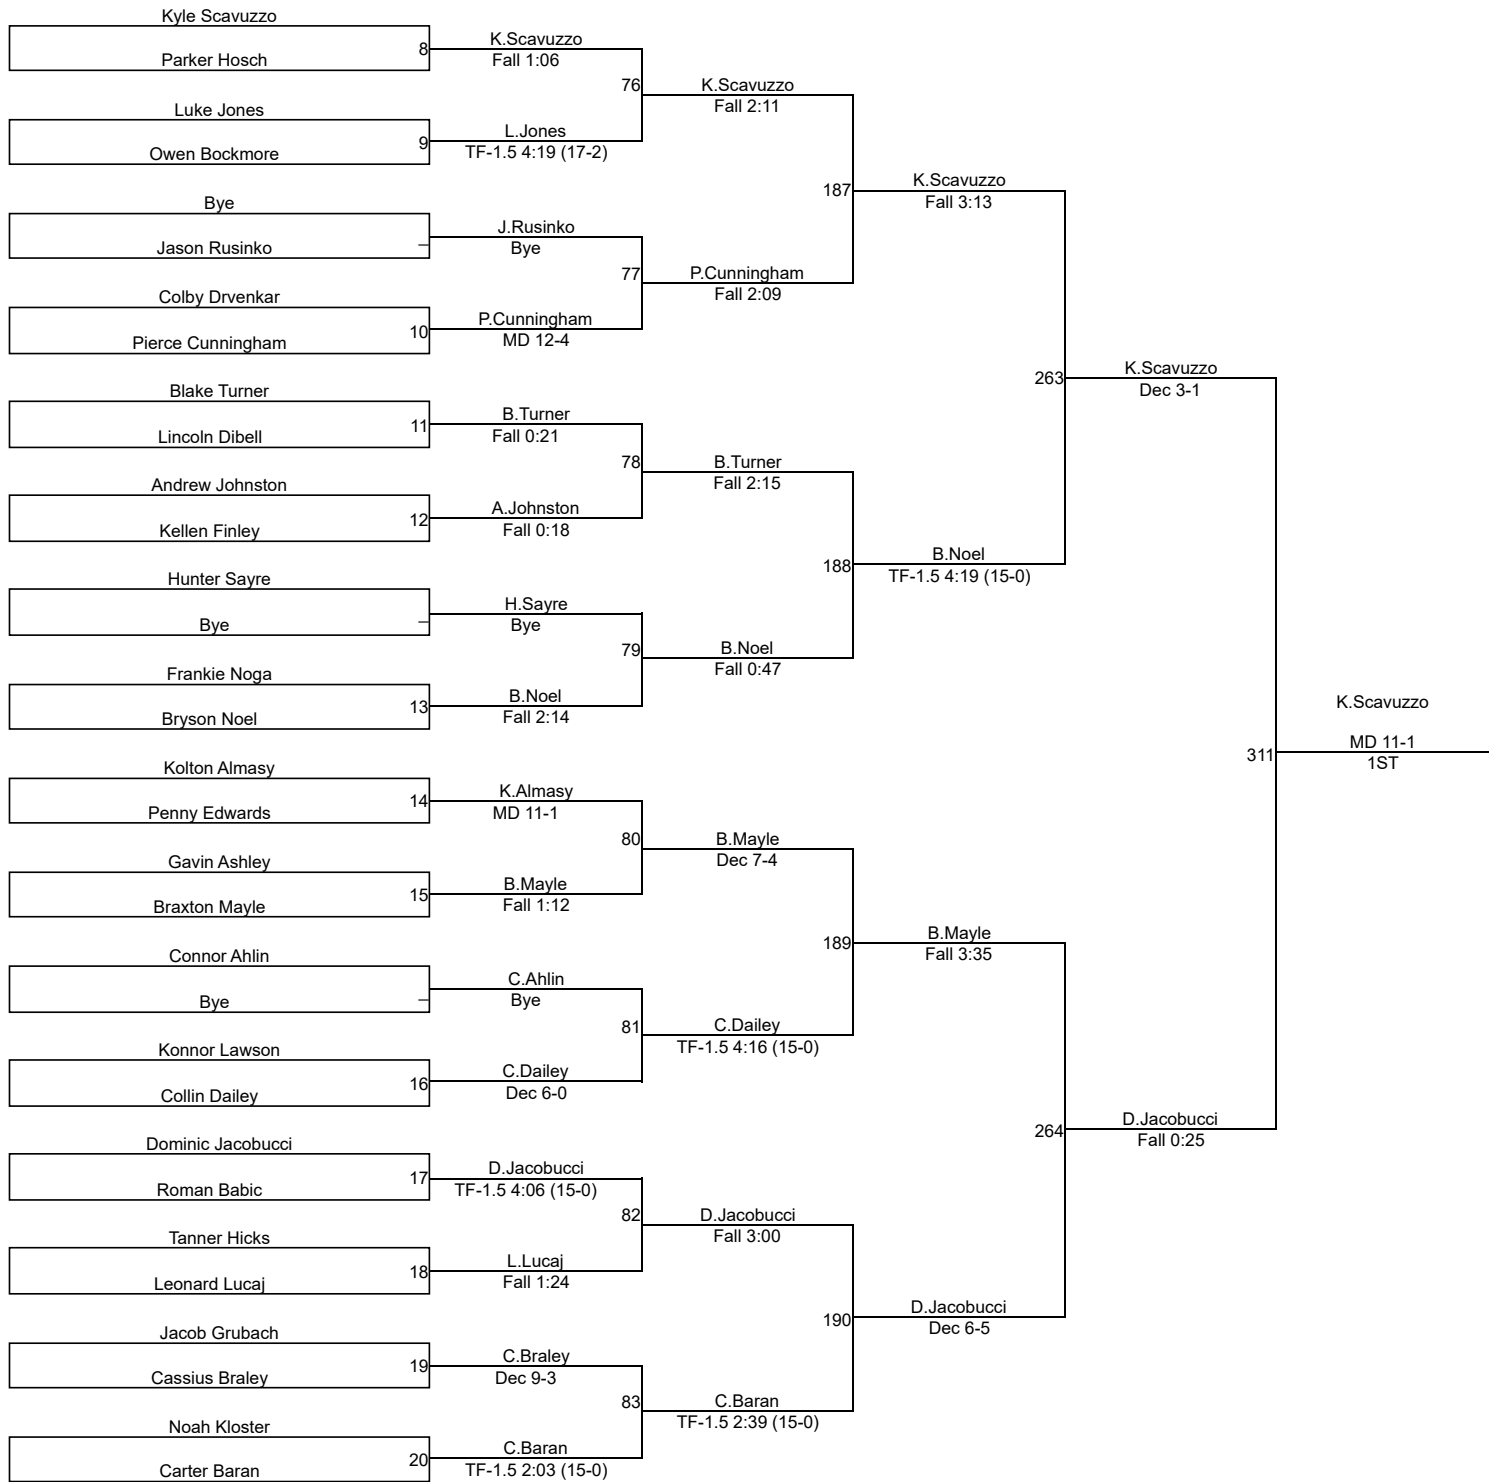 Kyle Scavuzzo
8
Parker Hosch
K.Scavuzzo
Fall 1:06
76
K.Scavuzzo
Fall 2:11
Luke Jones
9
Owen Bockmore
L.Jones
TF-1.5 4:19 (17-2)
187
K.Scavuzzo
Fall 3:13
Bye
–
Jason Rusinko
J.Rusinko
Bye
77
P.Cunningham
Fall 2:09
Colby Drvenkar
10
Pierce Cunningham
P.Cunningham
MD 12-4
263
K.Scavuzzo
Dec 3-1
Blake Turner
11
Lincoln Dibell
B.Turner
Fall 0:21
78
B.Turner
Fall 2:15
Andrew Johnston
12
Kellen Finley
A.Johnston
Fall 0:18
188
B.Noel
TF-1.5 4:19 (15-0)
Hunter Sayre
–
Bye
H.Sayre
Bye
79
B.Noel
Fall 0:47
Frankie Noga
13
Bryson Noel
B.Noel
Fall 2:14
311
K.Scavuzzo
MD 11-1
1ST
Kolton Almasy
14
Penny Edwards
K.Almasy
MD 11-1
80
B.Mayle
Dec 7-4
Gavin Ashley
15
Braxton Mayle
B.Mayle
Fall 1:12
189
B.Mayle
Fall 3:35
Connor Ahlin
–
Bye
C.Ahlin
Bye
81
C.Dailey
TF-1.5 4:16 (15-0)
Konnor Lawson
16
Collin Dailey
C.Dailey
Dec 6-0
264
D.Jacobucci
Fall 0:25
Dominic Jacobucci
17
Roman Babic
D.Jacobucci
TF-1.5 4:06 (15-0)
82
D.Jacobucci
Fall 3:00
Tanner Hicks
18
Leonard Lucaj
L.Lucaj
Fall 1:24
190
D.Jacobucci
Dec 6-5
Jacob Grubach
19
Cassius Braley
C.Braley
Dec 9-3
83
C.Baran
TF-1.5 2:39 (15-0)
Noah Kloster
20
Carter Baran
C.Baran
TF-1.5 2:03 (15-0)